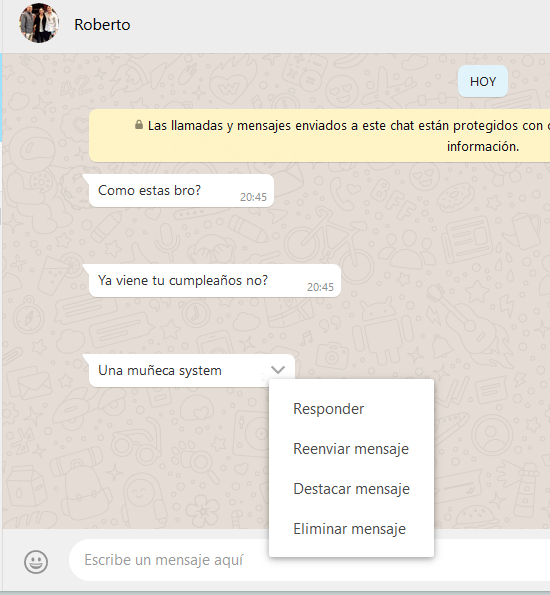 Roberto
HOY
Las llamadas y mensajes enviados a este chat están protegidos con
información.
Como estas bro?
20:45
Ya viene tu cumpleaños no?
20:45
Una muñeca system
Responder
Reenviar mensaje
Destacar mensaje
Eliminar mensaje
Escribe un mensaje aquí